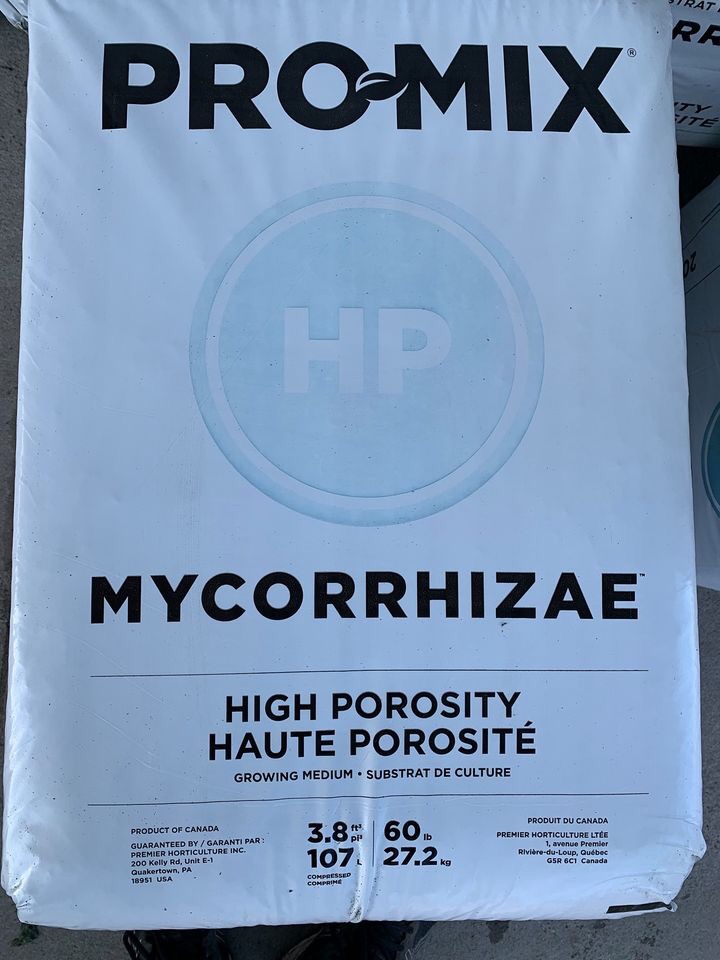 PRO-MIX®
HP
MYCORRHIZAE™
HIGH POROSITY
HAUTE POROSITÉ
GROWING MEDIUM • SUBSTRAT DE CULTURE
PRODUCT OF CANADA
GUARANTEED BY / GARANTI PAR :
PREMIER HORTICULTURE INC.
200 Kelly Rd, Unit E-1
Quakertown, PA
18951 USA
3.8 ft³
pi³
107
COMPRESSED
COMPRIMÉ
60 lb
27.2 kg
PRODUIT DU CANADA
PREMIER HORTICULTURE LTÉE
1, avenue Premier
Rivière-du-Loup, Québec
G5R 6C1 Canada